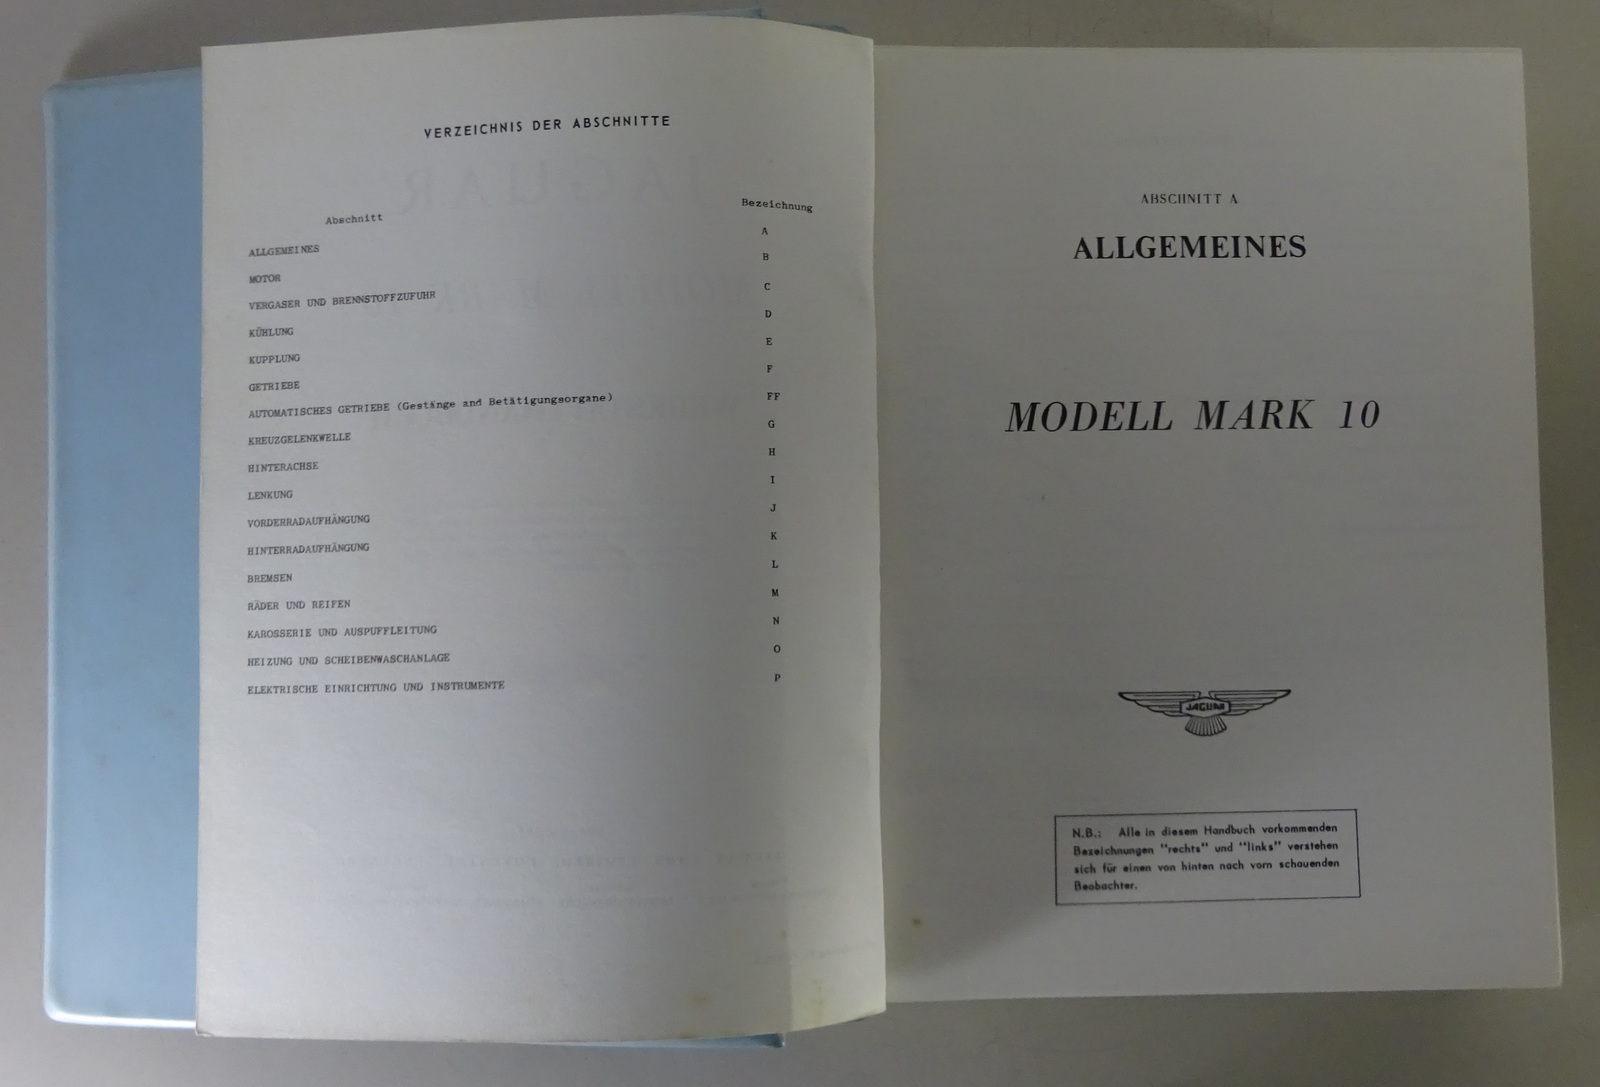 VERZEICHNIS DER ABSCHNITTE
Abschnitt Bezeichnung
ALLGEMEINES A
MOTOR B
VERGASER UND BRENNSTOFFZUFUHR C
KÜHLUNG D
KUPPLUNG E
GETRIEBE F
AUTOMATISCHES GETRIEBE (Gestänge and Betätigungsorgane) FF
KREUZGELENKWELLE G
HINTERACHSE H
LENKUNG I
VORDERRADAUFHÄNGUNG J
HINTERRADAUFHÄNGUNG K
BREMSEN L
RÄDER UND REIFEN M
KAROSSERIE UND AUSPUFFLEITUNG N
HEIZUNG UND SCHEIBENWASCHANLAGE O
ELEKTRISCHE EINRICHTUNG UND INSTRUMENTE P
ABSCHNITT A
ALLGEMEINES
MODELL MARK 10
JAGUAR
N.B.: Alle in diesem Handbuch vorkommenden
Bezeichnungen "rechts" und "links" verstehen
sich für einen von hinten nach vorn schauenden
Beobachter.